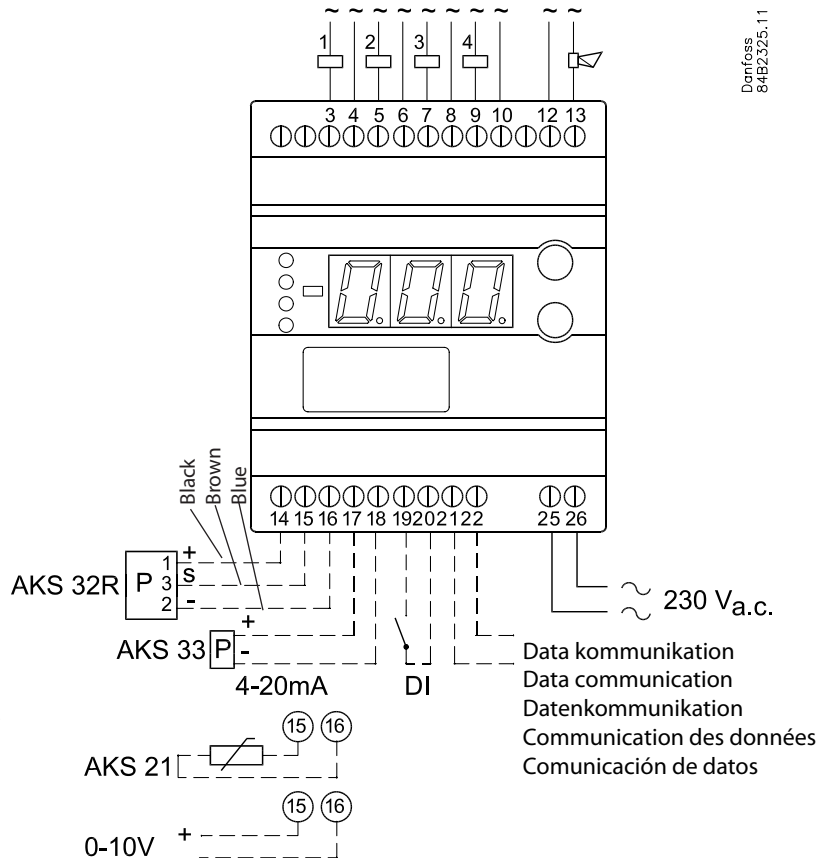 ~ ~ ~ ~ ~ ~ ~ ~ ~ ~
Danfoss
84B2325.11
1 2 3 4
3 4 5 6 7 8 9 10 12 13
0.0.0.
Black
Brown
Blue
14 15 16 17 18 19 20 21 22 25 26
AKS 32R P 1 +
3 S
2 -
~ 230 Va.c.
~
AKS 33 P +
-
4-20mA DI
Data kommunikation
Data communication
Datenkommunikation
Communication des données
Comunicación de datos
15 16
AKS 21
15 16
0-10V + -